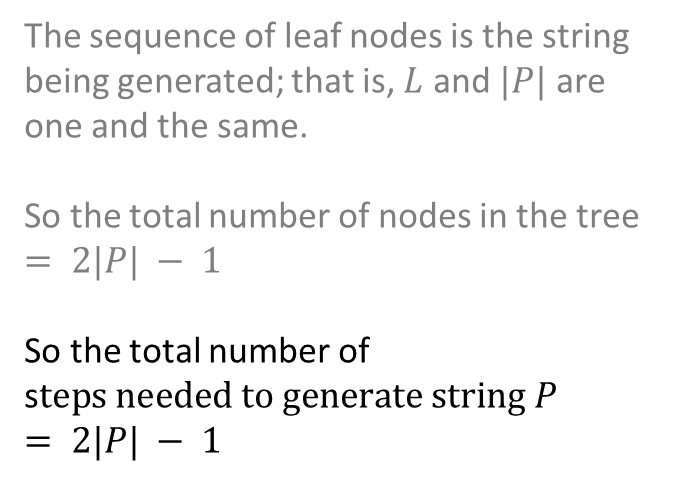 The sequence of leaf nodes is the string
being generated; that is, L and |P| are
one and the same.
So the total number of nodes in the tree
= 2|P| − 1
So the total number of
steps needed to generate string P
= 2|P| − 1